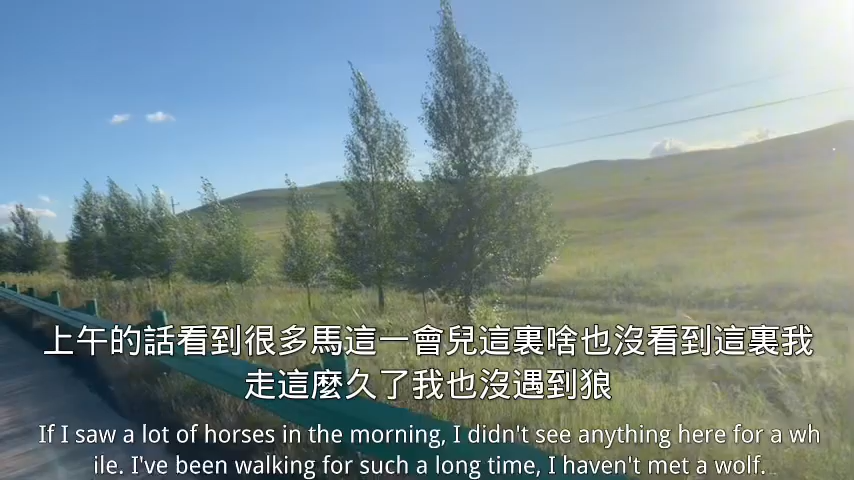 上午的話看到很多馬這一會兒這裏啥也沒看到這裏我
走這麼久了我也沒遇到狼
If I saw a lot of horses in the morning, I didn't see anything here for a wh
ile. I've been walking for such a long time, I haven't met a wolf.